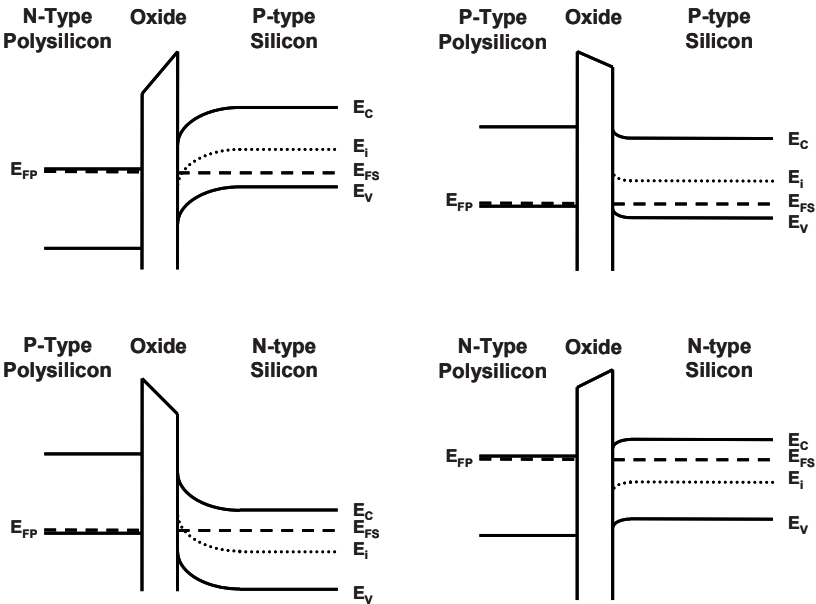 N-Type Polysilicon Oxide P-type Silicon
E_C
E_i
E_FP
E_FS
E_V
P-Type Polysilicon Oxide P-type Silicon
E_C
E_i
E_FP
E_FS
E_V
P-Type Polysilicon Oxide N-type Silicon
E_C
E_FP
E_FS
E_i
E_V
N-Type Polysilicon Oxide N-type Silicon
E_C
E_FP
E_FS
E_i
E_V